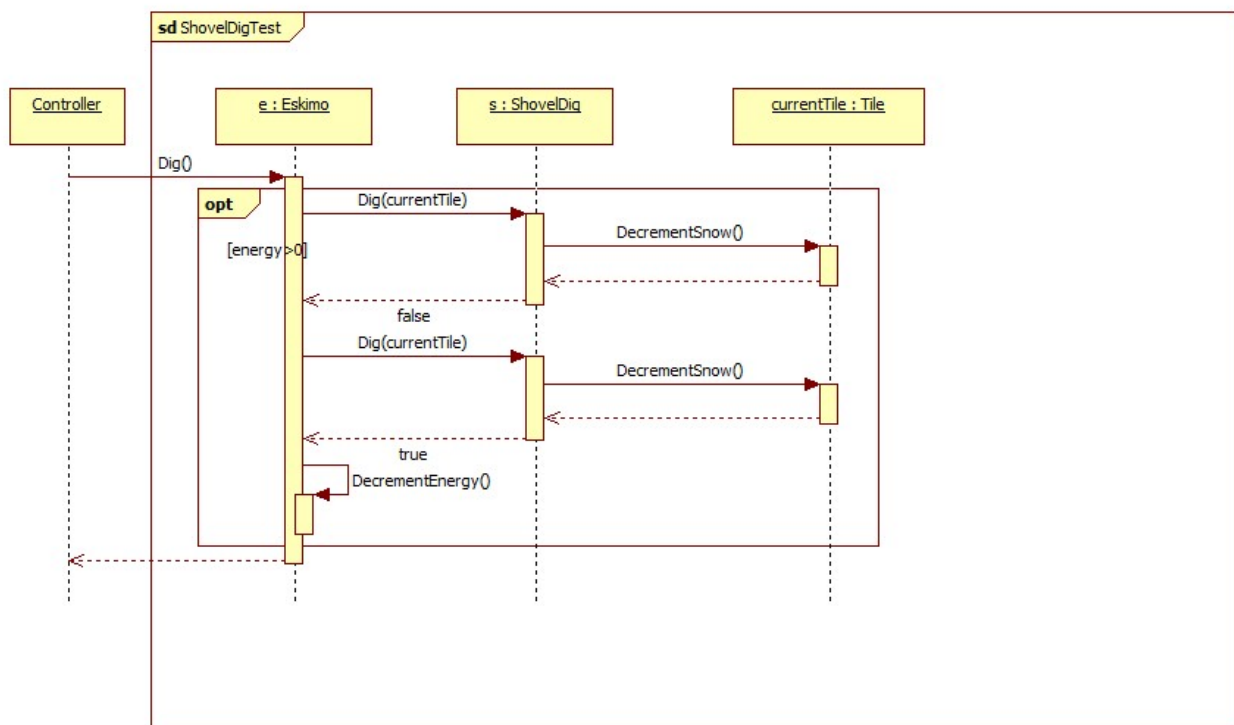 sd ShovelDigTest
Controller
e : Eskimo
s : ShovelDig
currentTile : Tile
Dig()
opt
Dig(currentTile)
DecrementSnow()
[energy>0]
false
Dig(currentTile)
DecrementSnow()
true
DecrementEnergy()